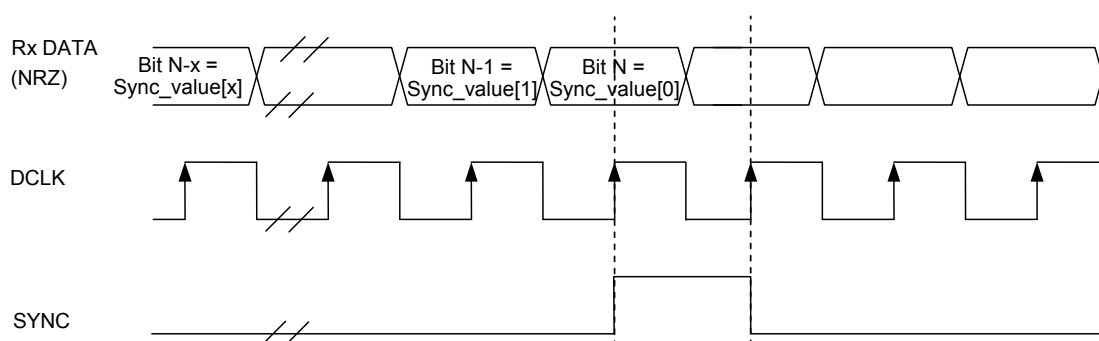 Rx DATA
(NRZ)
Bit N-x =
Sync_value[x]
Bit N-1 =
Sync_value[1]
Bit N =
Sync_value[0]
DCLK
SYNC